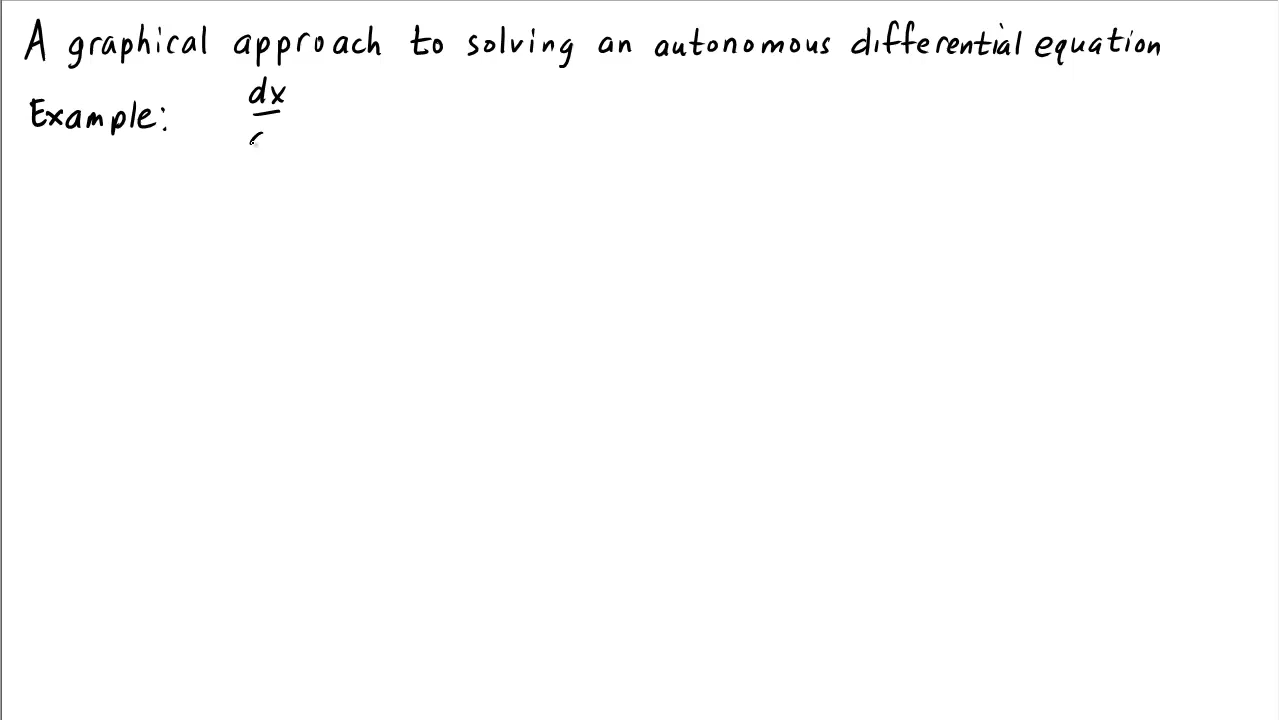 A graphical approach to solving an autonomous differential equation
Example: dx